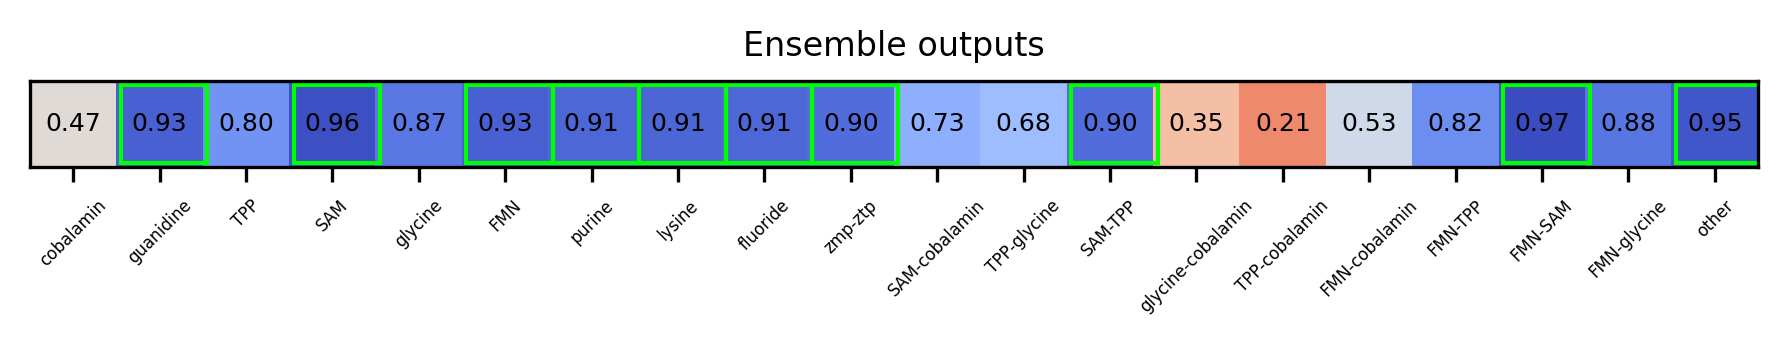 Ensemble outputs
0.47 0.93 0.80 0.96 0.87 0.93 0.91 0.91 0.91 0.90 0.73 0.68 0.90 0.35 0.21 0.53 0.82 0.97 0.88 0.95
cobalamin
guanidine
TPP
SAM
glycine
FMN
purine
lysine
fluoride
zmp-ztp
SAM-cobalamin
TPP-glycine
SAM-TPP
glycine-cobalamin
TPP-cobalamin
FMN-cobalamin
FMN-TPP
FMN-SAM
FMN-glycine
other